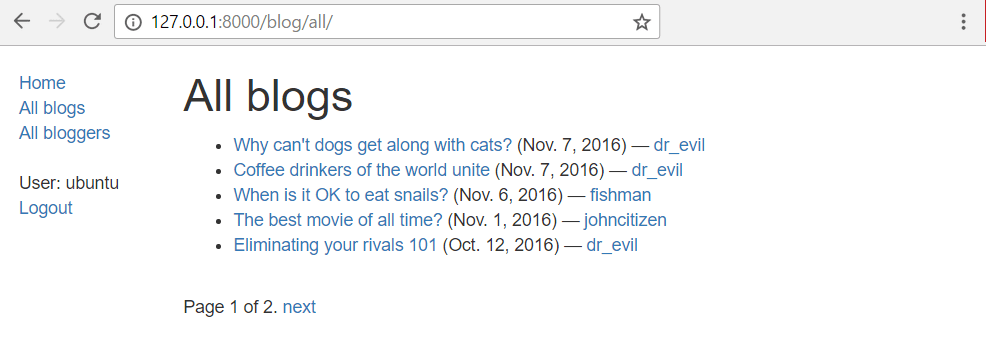 127.0.0.1:8000/blog/all/
Home
All blogs
All bloggers
User: ubuntu
Logout
All blogs
Why can't dogs get along with cats? (Nov. 7, 2016) — dr_evil
Coffee drinkers of the world unite (Nov. 7, 2016) — dr_evil
When is it OK to eat snails? (Nov. 6, 2016) — fishman
The best movie of all time? (Nov. 1, 2016) — johncitizen
Eliminating your rivals 101 (Oct. 12, 2016) — dr_evil
Page 1 of 2. next